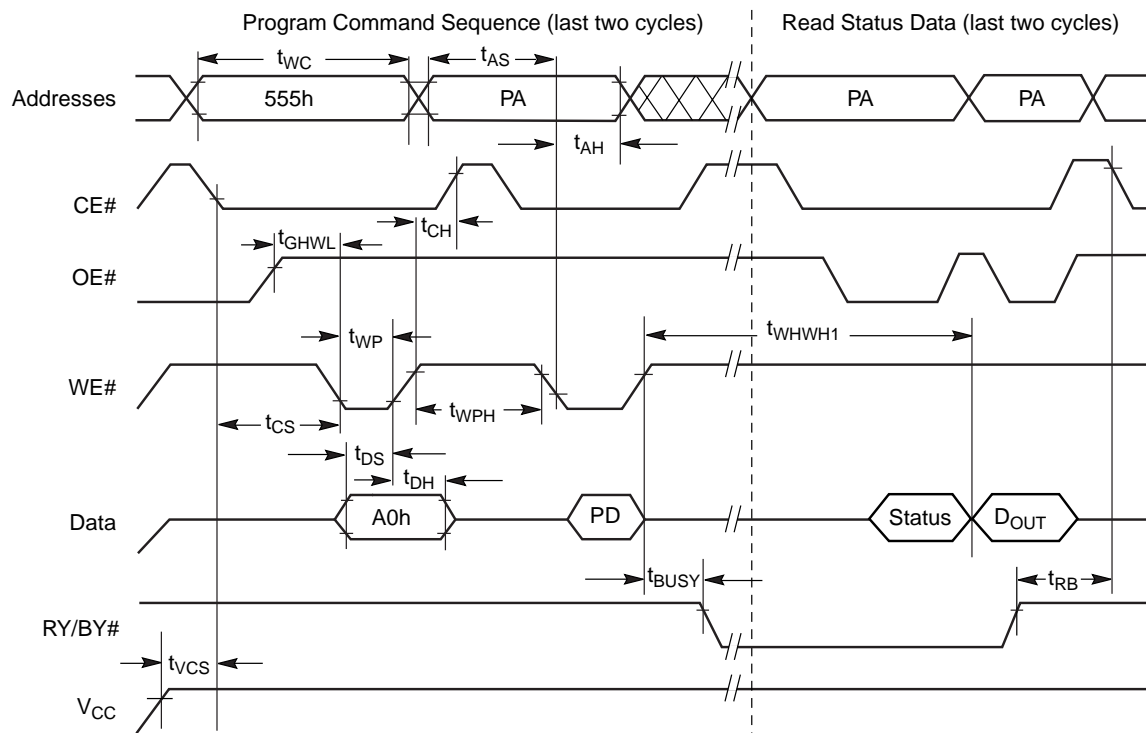 Program Command Sequence (last two cycles)
Read Status Data (last two cycles)
tWC
tAS
Addresses
555h
PA
PA
PA
tAH
CE#
tCH
tGHWL
OE#
tWP
tWHWH1
WE#
tCS
tWPH
tDS
tDH
Data
A0h
PD
Status
DOUT
tBUSY
tRB
RY/BY#
tVCS
VCC